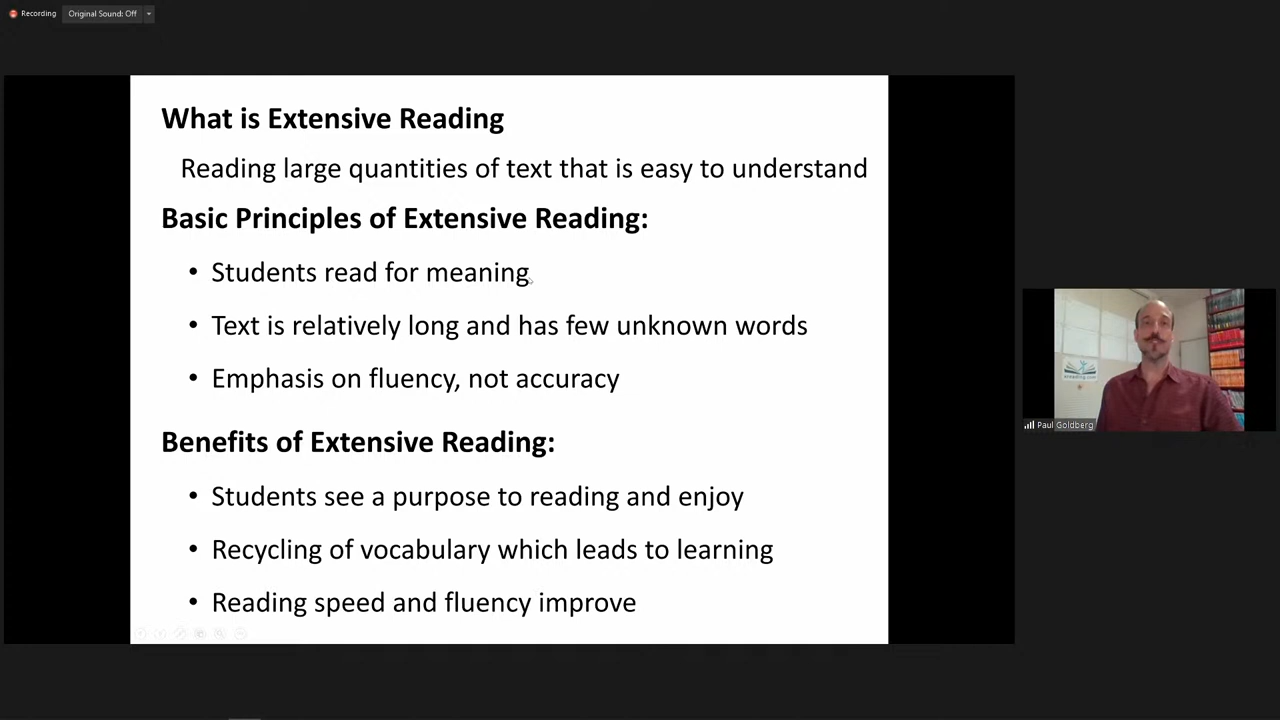 Recording
Original Sound: Off
What is Extensive Reading
Reading large quantities of text that is easy to understand
Basic Principles of Extensive Reading:
• Students read for meaning
• Text is relatively long and has few unknown words
• Emphasis on fluency, not accuracy
Benefits of Extensive Reading:
• Students see a purpose to reading and enjoy
• Recycling of vocabulary which leads to learning
• Reading speed and fluency improve
Paul Goldberg